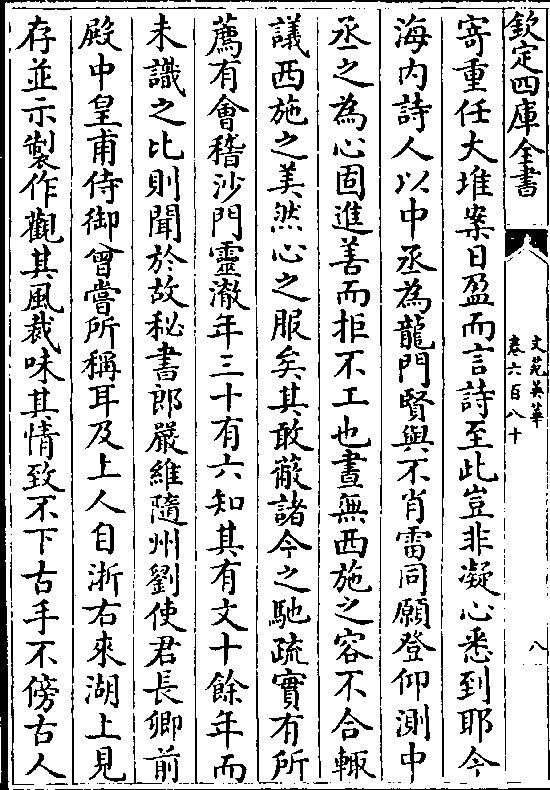 欽定四庫全書
文苑英華
卷六百八十
八
寄重任大堆案日盈而言詩至此豈非凝心悉到耶今
海内詩人以中丞為龍門賢與不肖雷同願登仰測中
丞之為心固進善而拒不工也晝無西施之容不合輙
議西施之美然心之服矣其敢蔽諸今之馳疏實有所
薦有㑹稽沙門靈澈年三十有六知其有文十餘年而
未識之比則聞於故秘書郎嚴維隨州劉使君長卿前
殿中皇甫侍御曾嘗所稱耳及上人自浙右來湖上見
存並示製作觀其風裁味其情致不下古手不傍古人